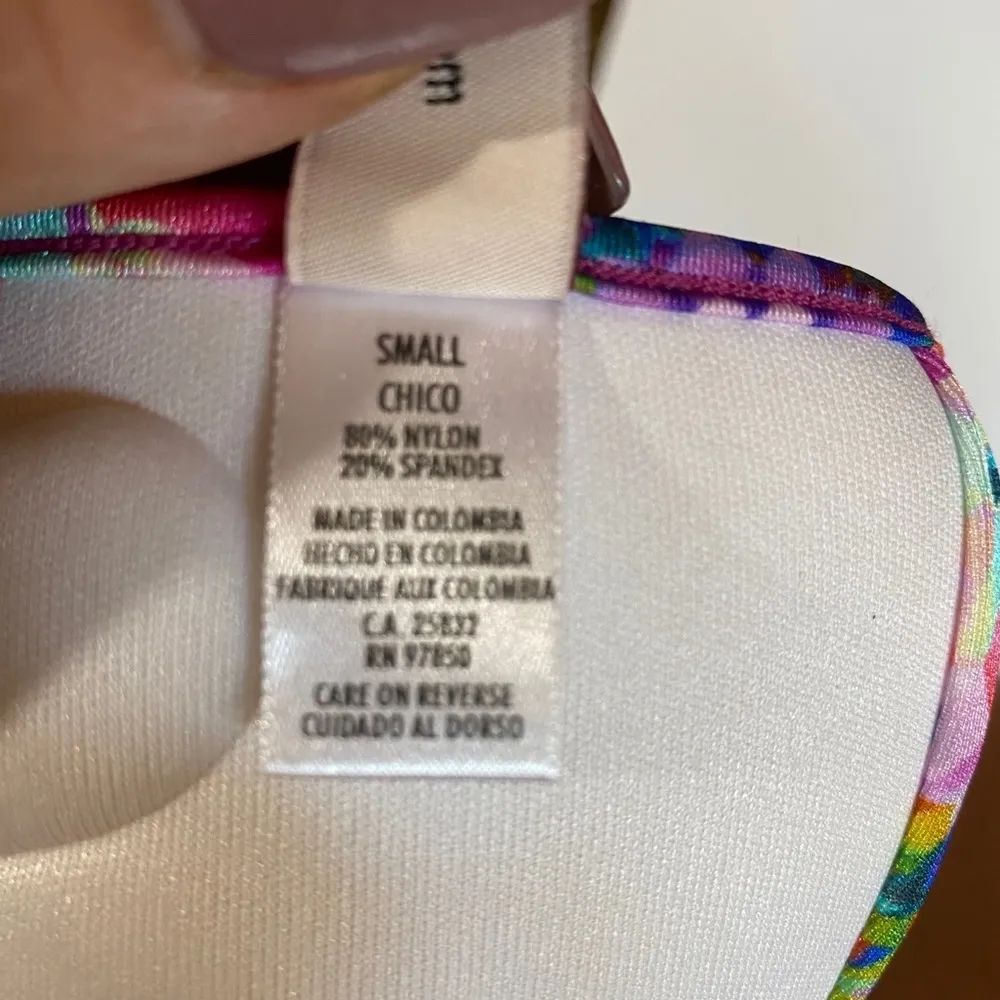 SMALL
CHICO
80% NYLON
20% SPANDEX
MADE IN COLOMBIA
HECHO EN COLOMBIA
FABRIQUE AUX COLOMBIA
C.A. 25832
RN 97850
CARE ON REVERSE
CUIDADO AL DORSO